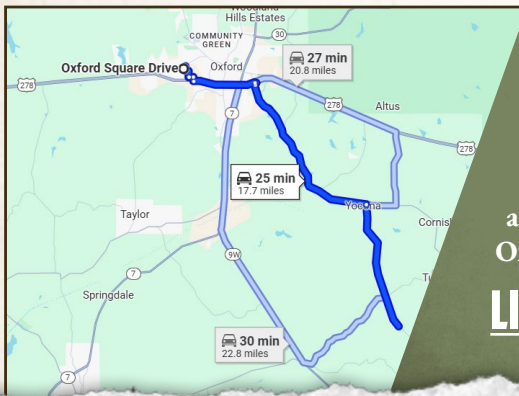 Woodland
Hills Estates
30
COMMUNITY
GREEN
27 min
20.8 miles
Oxford Square Drive
Oxford
278
278
Altus
7
278
25 min
17.7 miles
Yocona
Taylor
Cornish
9W
7
Springdale
30 min
22.8 miles
7